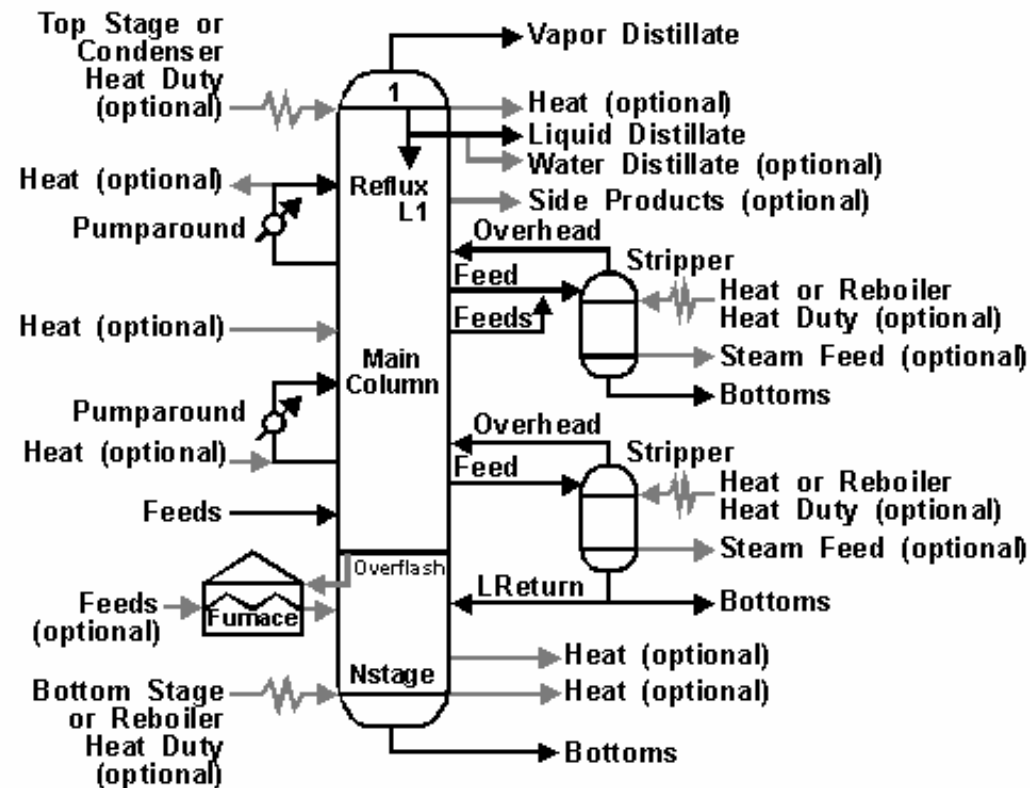 Top Stage or
Condenser
Heat Duty
(optional)
Vapor Distillate
1
Heat (optional)
Liquid Distillate
Water Distillate (optional)
Heat (optional)
Reflux
L1
Side Products (optional)
Pumparound
Overhead
Stripper
Feed
Heat or Reboiler
Heat Duty (optional)
Feeds
Heat (optional)
Steam Feed (optional)
Main
Column
Bottoms
Pumparound
Overhead
Stripper
Heat (optional)
Feed
Heat or Reboiler
Heat Duty (optional)
Feeds
Steam Feed (optional)
Overflash
LReturn
Bottoms
Feeds
(optional)
Furnace
Heat (optional)
Nstage
Heat (optional)
Bottom Stage
or Reboiler
Heat Duty
(optional)
Bottoms